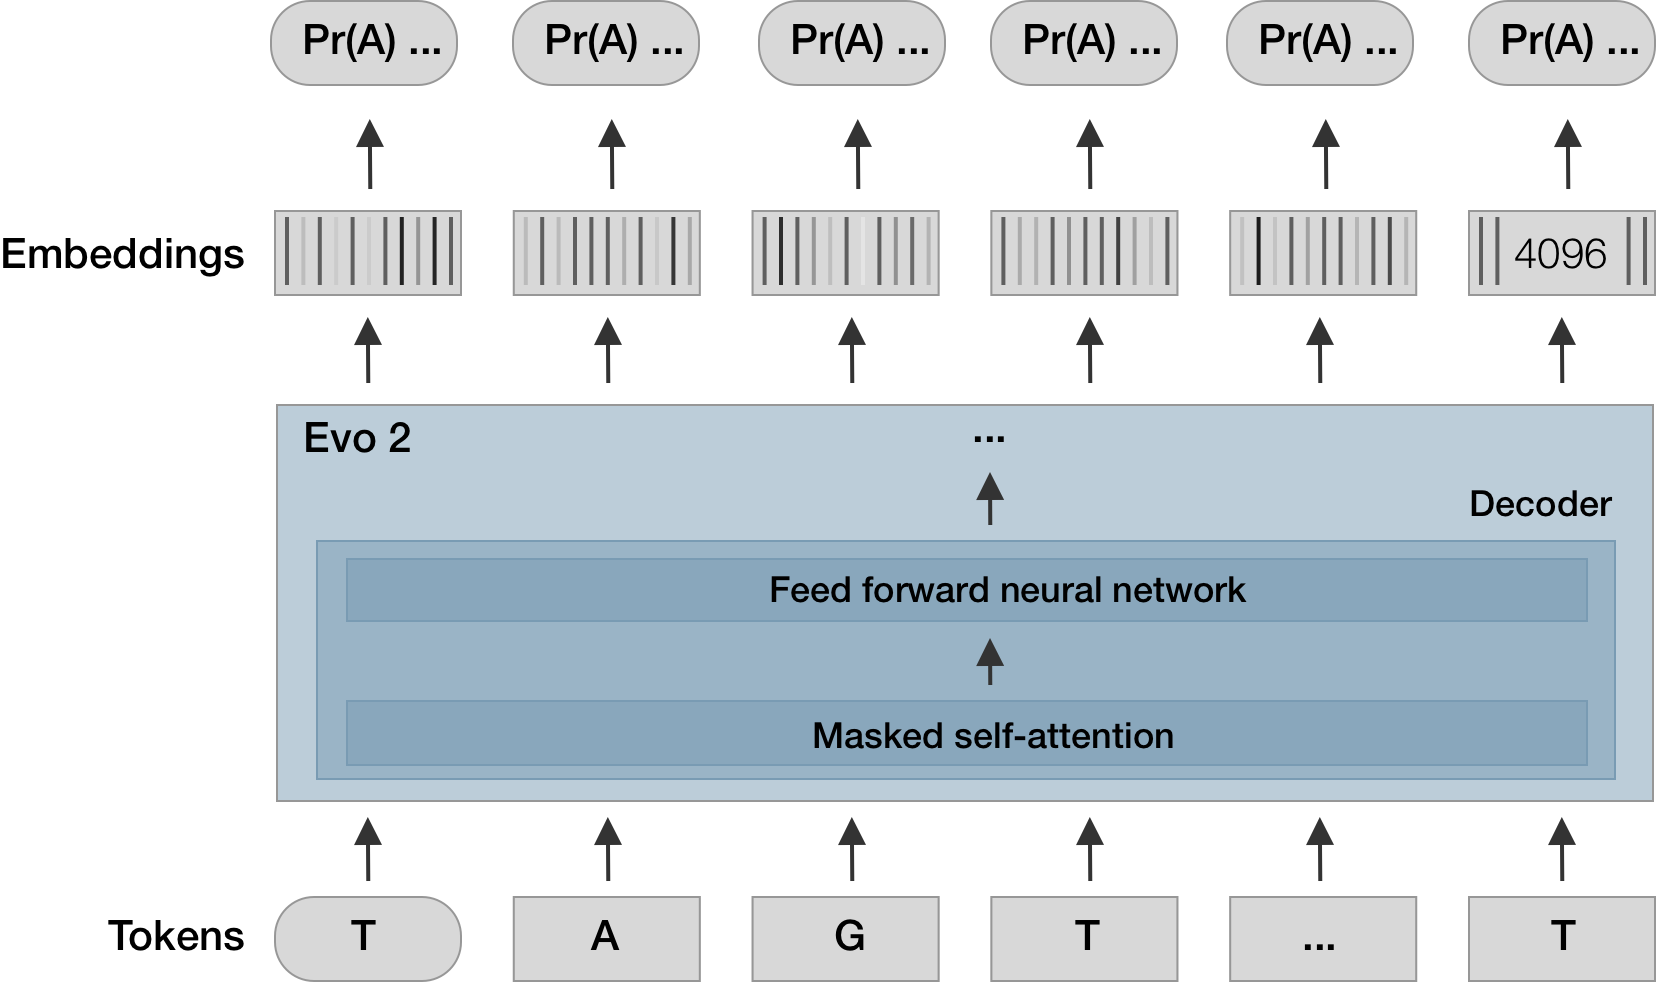 Pr(A) ... Pr(A) ... Pr(A) ... Pr(A) ... Pr(A) ... Pr(A) ...
Embeddings 4096
Evo 2 ...
Decoder
Feed forward neural network
Masked self-attention
Tokens T A G T ... T